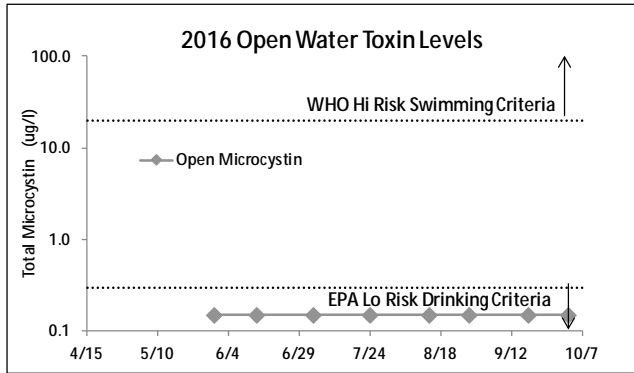 2016 Open Water Toxin Levels
100.0
WHO Hi Risk Swimming Criteria
10.0
Open Microcystin
Total Microcystin (ug/l)
1.0
EPA Lo Risk Drinking Criteria
0.1
4/15 5/10 6/4 6/29 7/24 8/18 9/12 10/7